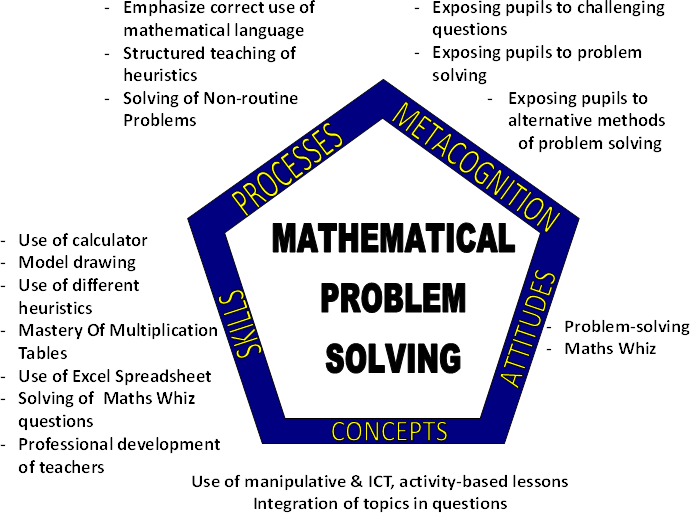 - Emphasize correct use of
mathematical language
- Structured teaching of
heuristics
- Solving of Non-routine
Problems
- Exposing pupils to challenging
questions
- Exposing pupils to problem
solving
- Exposing pupils to
alternative methods
of problem solving
PROCESSES
METACOGNITION
MATHEMATICAL
PROBLEM
SOLVING
- Use of calculator
- Model drawing
- Use of different
heuristics
- Mastery Of Multiplication
Tables
- Use of Excel Spreadsheet
- Solving of Maths Whiz
questions
- Professional development
of teachers
SKILLS
ATTITUDES
- Problem-solving
- Maths Whiz
CONCEPTS
Use of manipulative & ICT, activity-based lessons
Integration of topics in questions